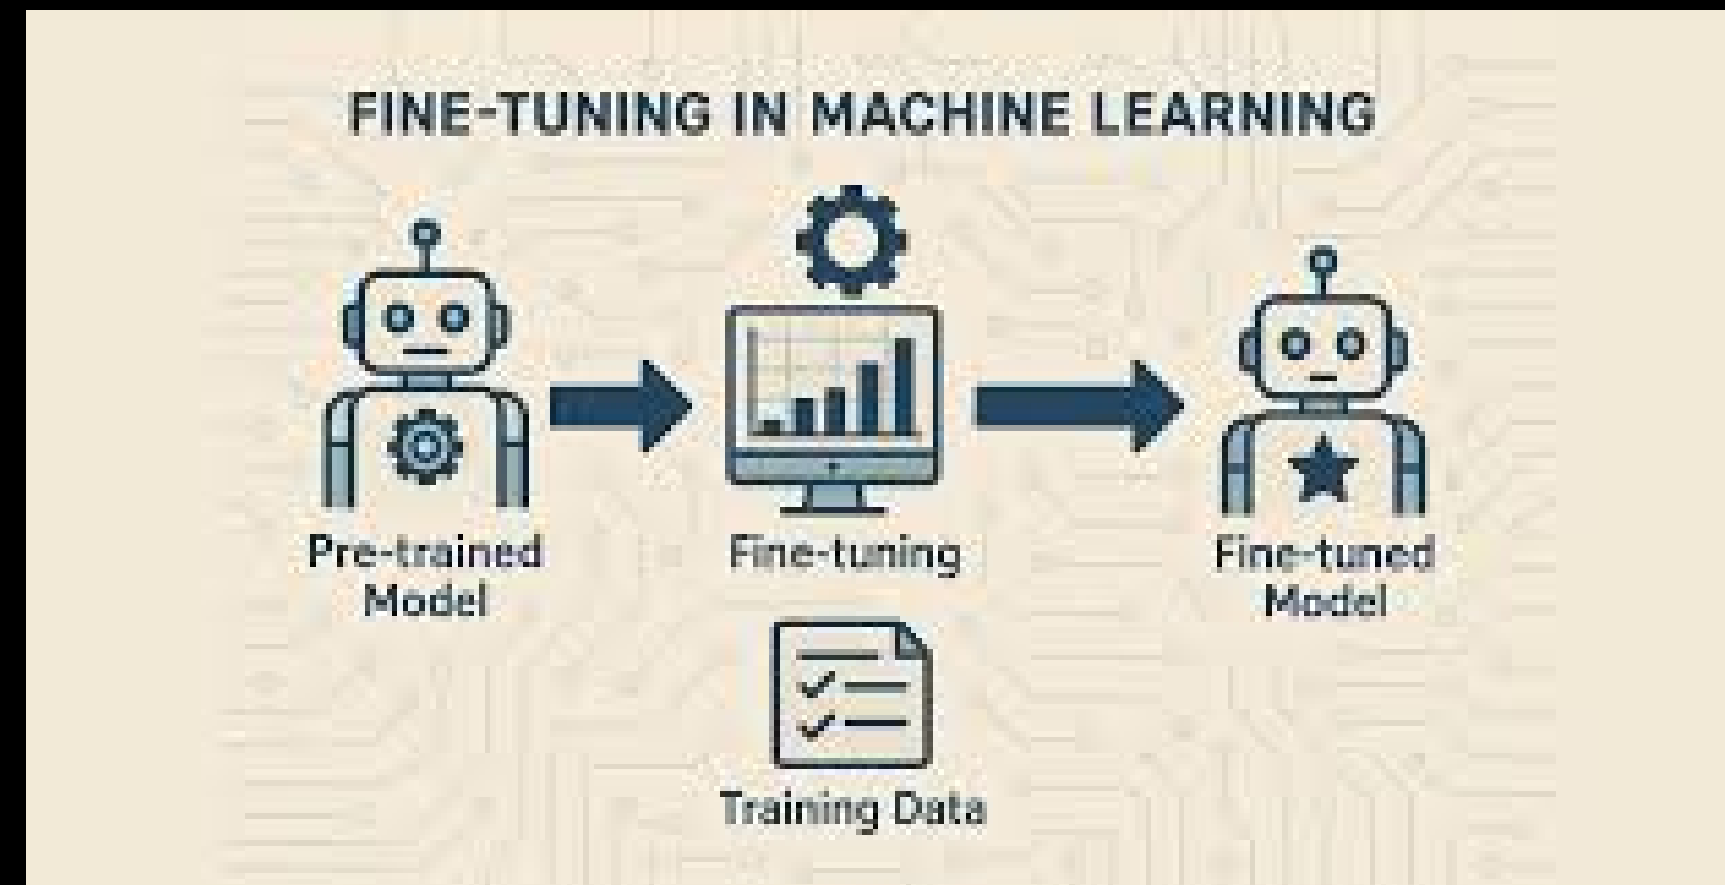 FINE-TUNING IN MACHINE LEARNING
Pre-trained
Model
Fine-tuning
Fine-tuned
Model
Training Data